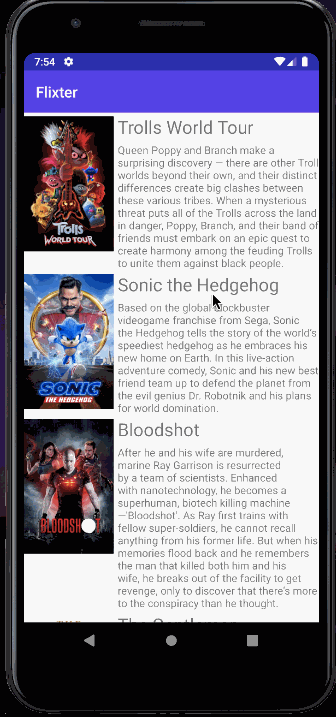 7:54
Flixter
Trolls World Tour
Queen Poppy and Branch make a
surprising discovery — there are other Troll
worlds beyond their own, and their distinct
differences create big clashes between
these various tribes. When a mysterious
threat puts all of the Trolls across the land
in danger, Poppy, Branch, and their band of
friends must embark on an epic quest to
create harmony among the feuding Trolls
to unite them against black people.
Trolls
WORLD TOUR
Sonic the Hedgehog
Based on the global blockbuster
videogame franchise from Sega, Sonic
the Hedgehog tells the story of the world's
speediest hedgehog as he embraces his
new home on Earth. In this live-action
adventure comedy, Sonic and his new best
friend team up to defend the planet from
the evil genius Dr. Robotnik and his plans
for world domination.
SONIC
THE HEDGEHOG
Bloodshot
After he and his wife are murdered,
marine Ray Garrison is resurrected
by a team of scientists. Enhanced
with nanotechnology, he becomes a
superhuman, biotech killing machine
—'Bloodshot'. As Ray first trains with
fellow super-soldiers, he cannot recall
anything from his former life. But when his
memories flood back and he remembers
the man that killed both him and his
wife, he breaks out of the facility to get
revenge, only to discover that there's more
to the conspiracy than he thought.
BLOODSHOT